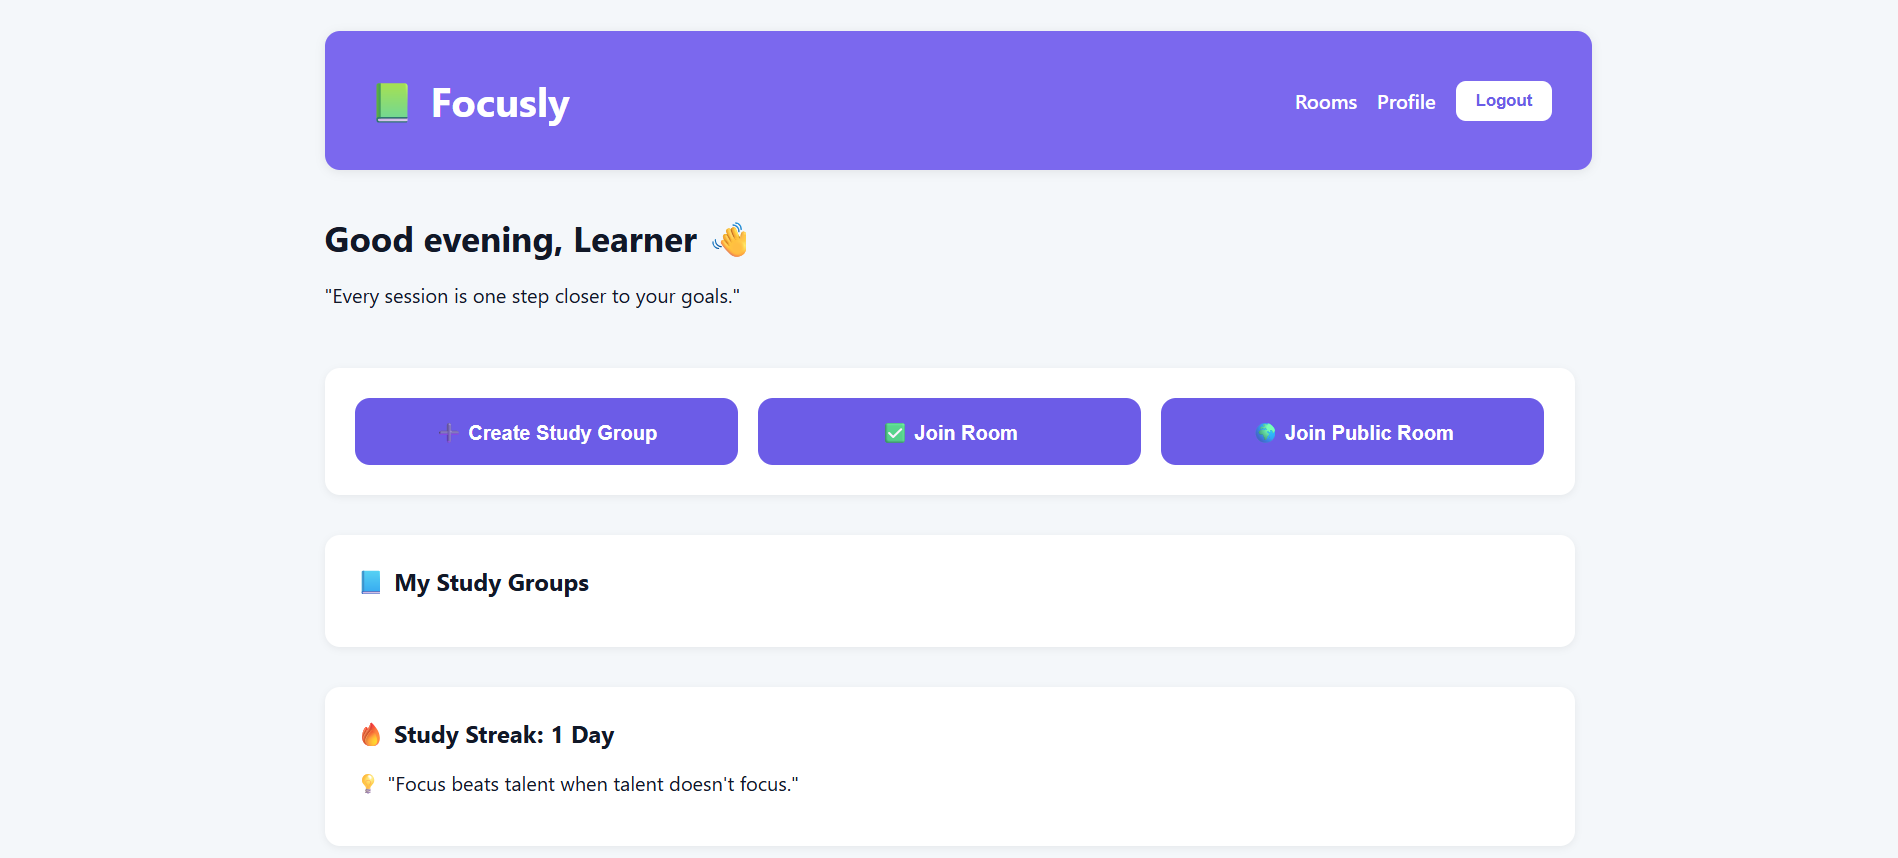 📗 Focusly
Rooms Profile Logout
Good evening, Learner 👋
"Every session is one step closer to your goals."
➕ Create Study Group
✅ Join Room
🌍 Join Public Room
📘 My Study Groups
🔥 Study Streak: 1 Day
💡 "Focus beats talent when talent doesn't focus."